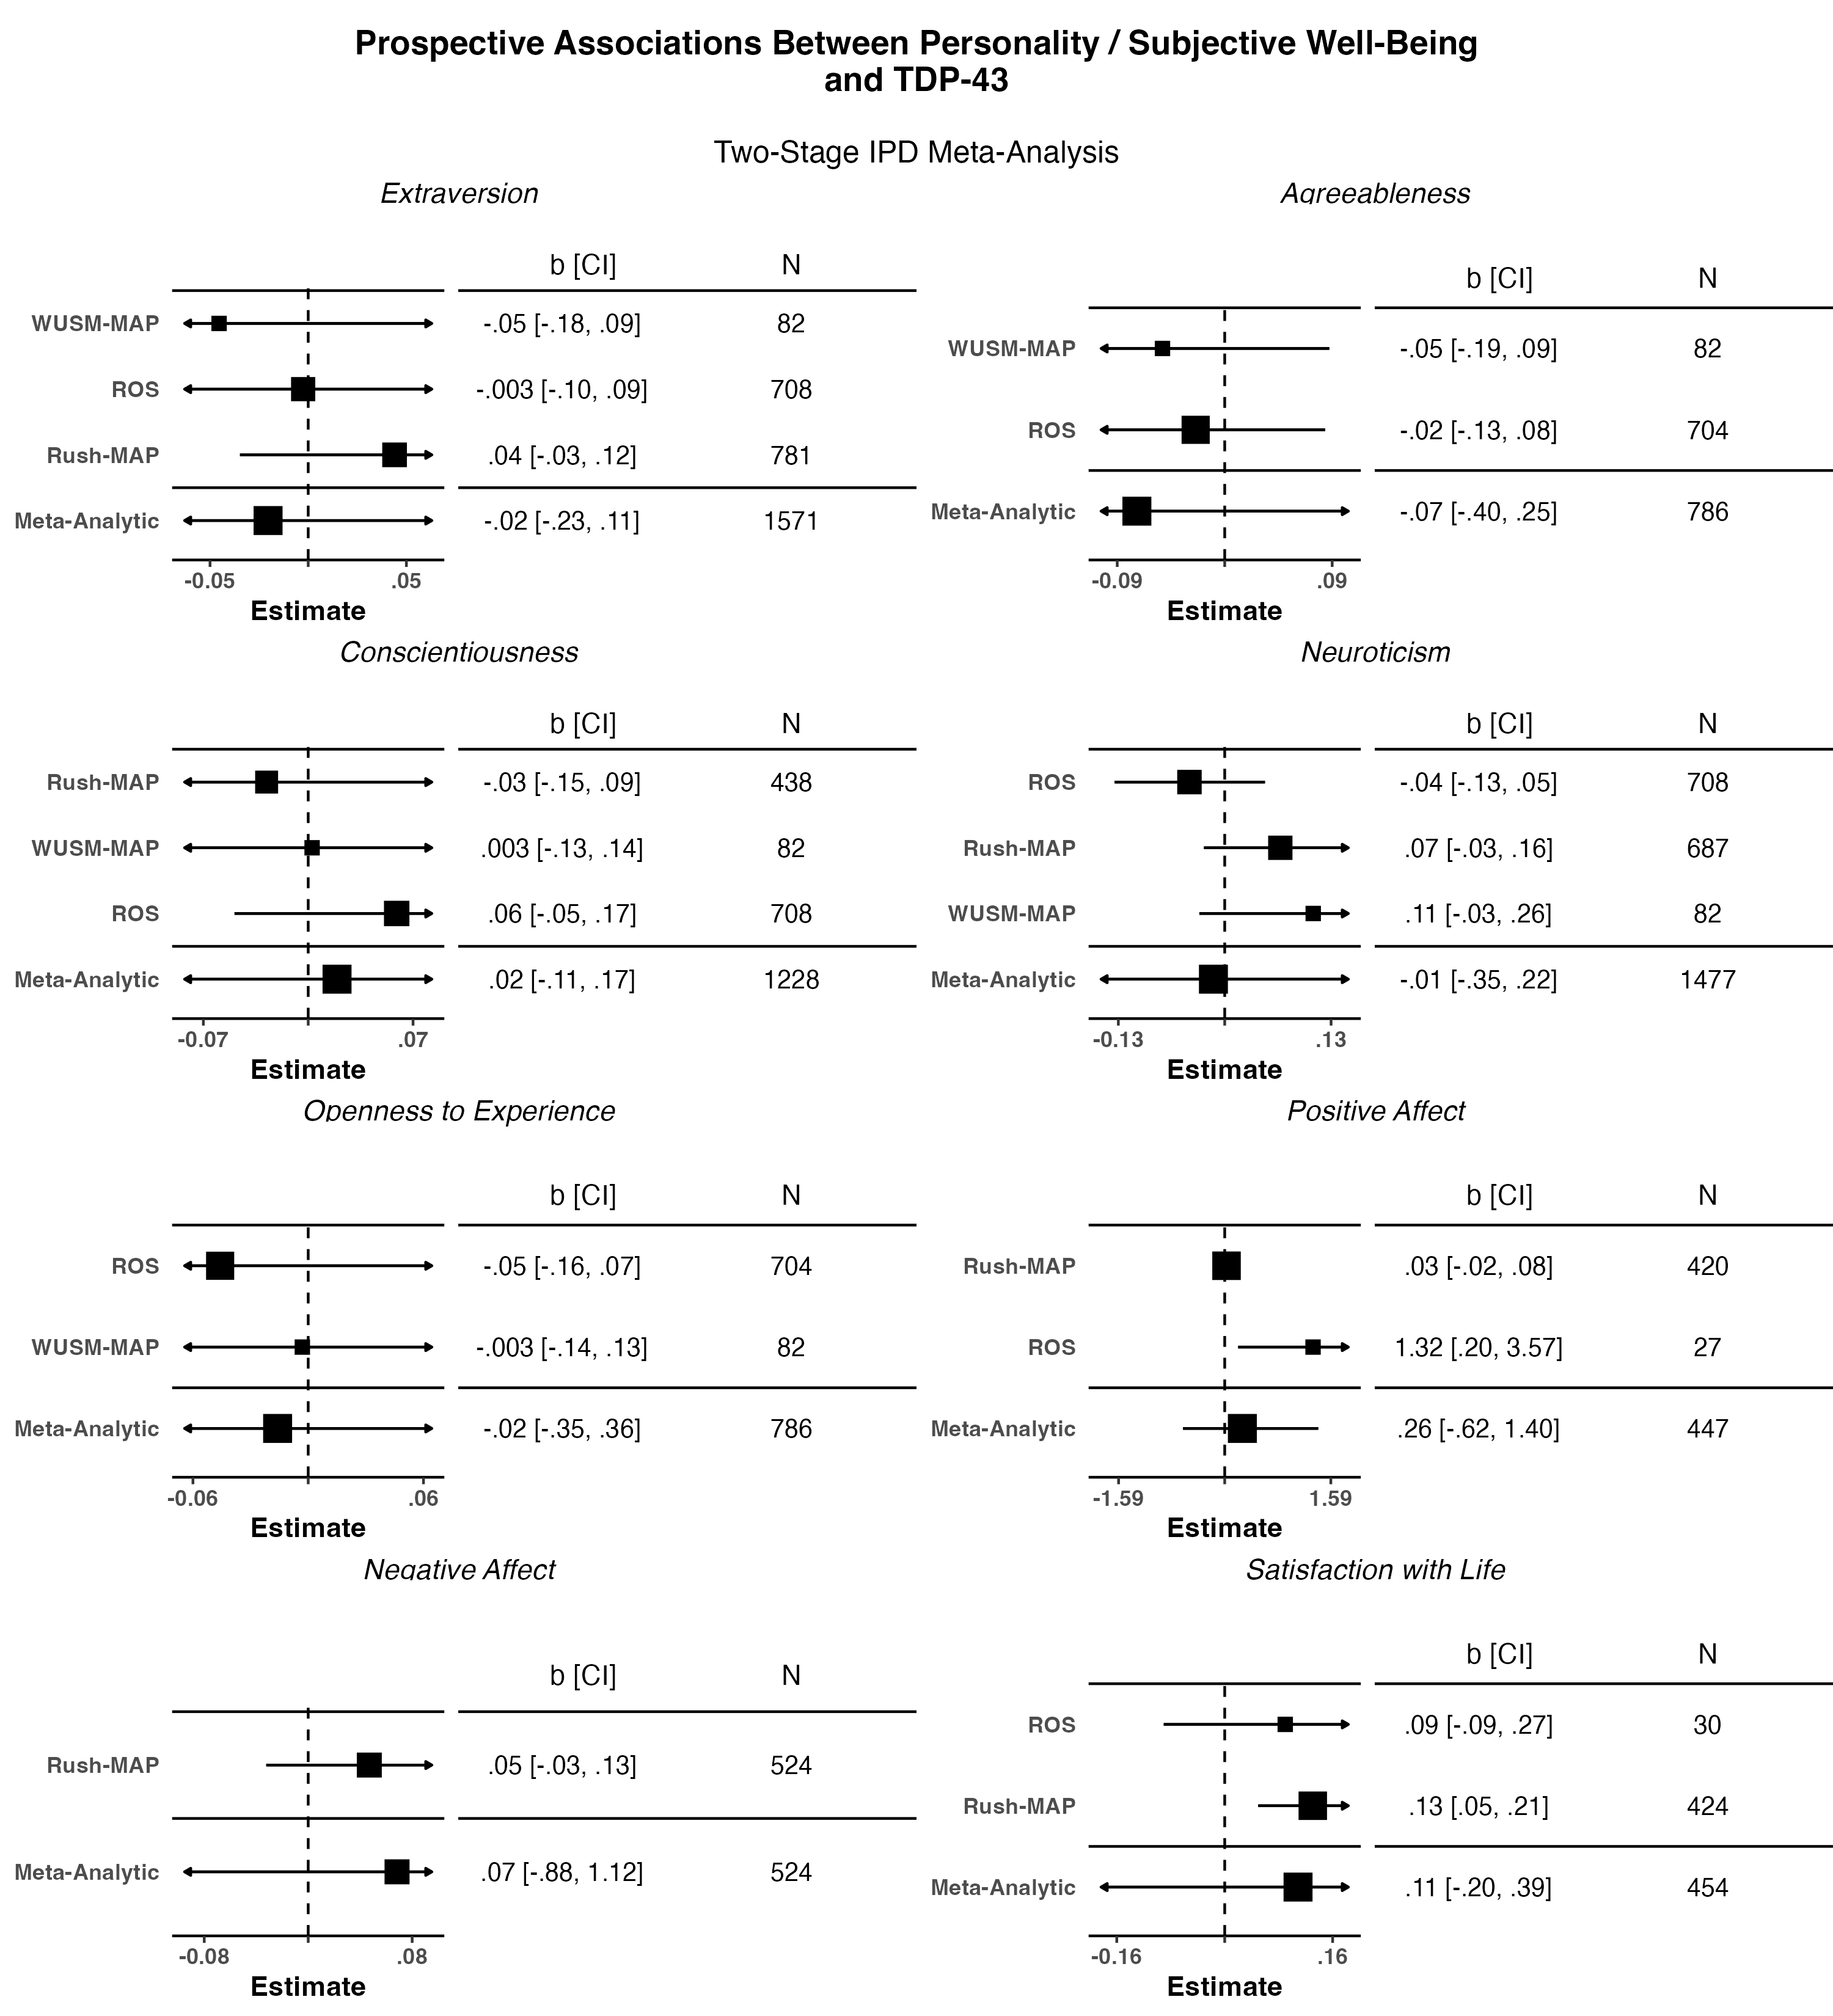 Prospective Associations Between Personality / Subjective Well-Being
and TDP-43
Two-Stage IPD Meta-Analysis
Extraversion
b [CI] N
WUSM-MAP -.05 [-.18, .09] 82
ROS -.003 [-.10, .09] 708
Rush-MAP .04 [-.03, .12] 781
Meta-Analytic -.02 [-.23, .11] 1571
-0.05 .05
Estimate
Agreeableness
b [CI] N
WUSM-MAP -.05 [-.19, .09] 82
ROS -.02 [-.13, .08] 704
Meta-Analytic -.07 [-.40, .25] 786
-0.09 .09
Estimate
Conscientiousness
b [CI] N
Rush-MAP -.03 [-.15, .09] 438
WUSM-MAP .003 [-.13, .14] 82
ROS .06 [-.05, .17] 708
Meta-Analytic .02 [-.11, .17] 1228
-0.07 .07
Estimate
Neuroticism
b [CI] N
ROS -.04 [-.13, .05] 708
Rush-MAP .07 [-.03, .16] 687
WUSM-MAP .11 [-.03, .26] 82
Meta-Analytic -.01 [-.35, .22] 1477
-0.13 .13
Estimate
Openness to Experience
b [CI] N
ROS -.05 [-.16, .07] 704
WUSM-MAP -.003 [-.14, .13] 82
Meta-Analytic -.02 [-.35, .36] 786
-0.06 .06
Estimate
Positive Affect
b [CI] N
Rush-MAP .03 [-.02, .08] 420
ROS 1.32 [.20, 3.57] 27
Meta-Analytic .26 [-.62, 1.40] 447
-1.59 1.59
Estimate
Negative Affect
b [CI] N
Rush-MAP .05 [-.03, .13] 524
Meta-Analytic .07 [-.88, 1.12] 524
-0.08 .08
Estimate
Satisfaction with Life
b [CI] N
ROS .09 [-.09, .27] 30
Rush-MAP .13 [.05, .21] 424
Meta-Analytic .11 [-.20, .39] 454
-0.16 .16
Estimate